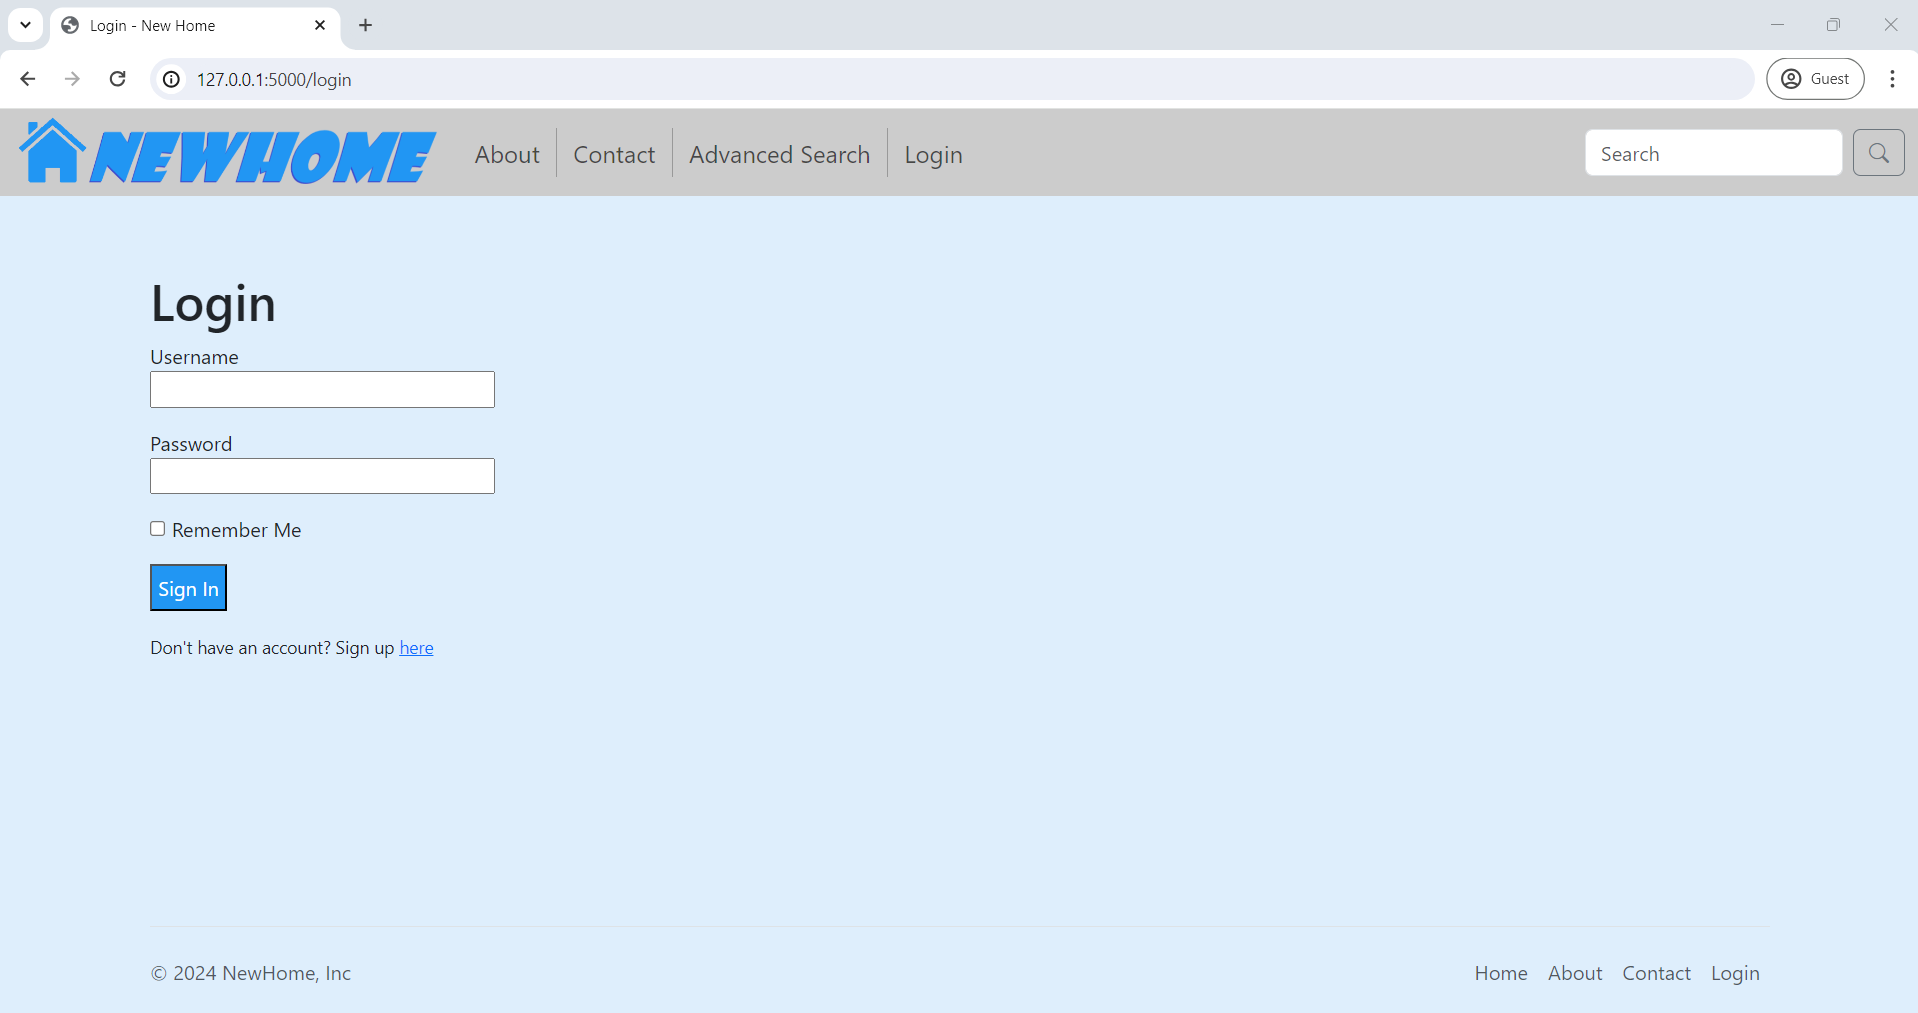 Login - New Home
127.0.0.1:5000/login
Guest
NEWHOME
About
Contact
Advanced Search
Login
Search
Login
Username
Password
Remember Me
Sign In
Don't have an account? Sign up here
© 2024 NewHome, Inc
Home
About
Contact
Login